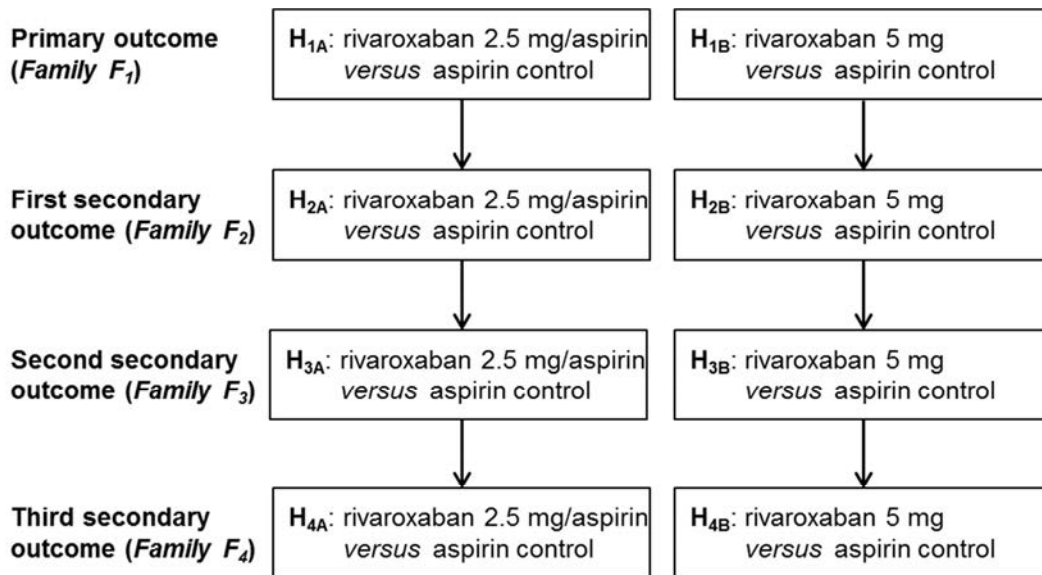 Primary outcome
(Family F1)
H1A: rivaroxaban 2.5 mg/aspirin
versus aspirin control
H1B: rivaroxaban 5 mg
versus aspirin control
First secondary
outcome (Family F2)
H2A: rivaroxaban 2.5 mg/aspirin
versus aspirin control
H2B: rivaroxaban 5 mg
versus aspirin control
Second secondary
outcome (Family F3)
H3A: rivaroxaban 2.5 mg/aspirin
versus aspirin control
H3B: rivaroxaban 5 mg
versus aspirin control
Third secondary
outcome (Family F4)
H4A: rivaroxaban 2.5 mg/aspirin
versus aspirin control
H4B: rivaroxaban 5 mg
versus aspirin control